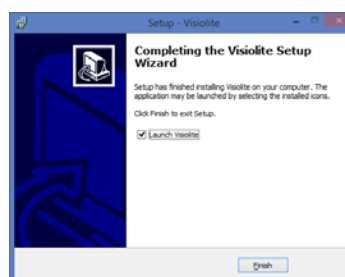 Setup - Visiolite
Completing the Visiolite Setup
Wizard
Setup has finished installing Visiolite on your computer. The
application may be launched by selecting the installed icons.
Click Finish to exit Setup.
Launch Visiolite
Finish